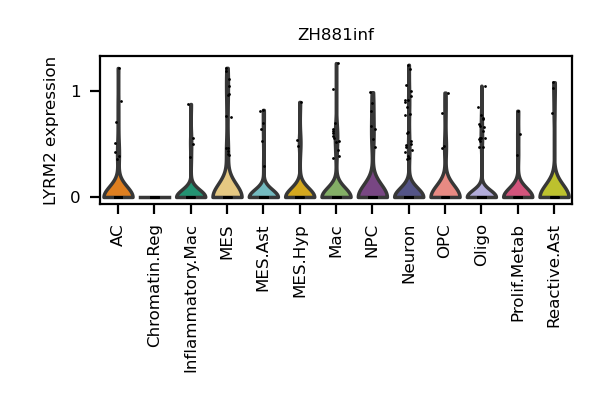 ZH881inf
LYRM2 expression
1
0
AC
Chromatin.Reg
Inflammatory.Mac
MES
MES.Ast
MES.Hyp
Mac
NPC
Neuron
OPC
Oligo
Prolif.Metab
Reactive.Ast